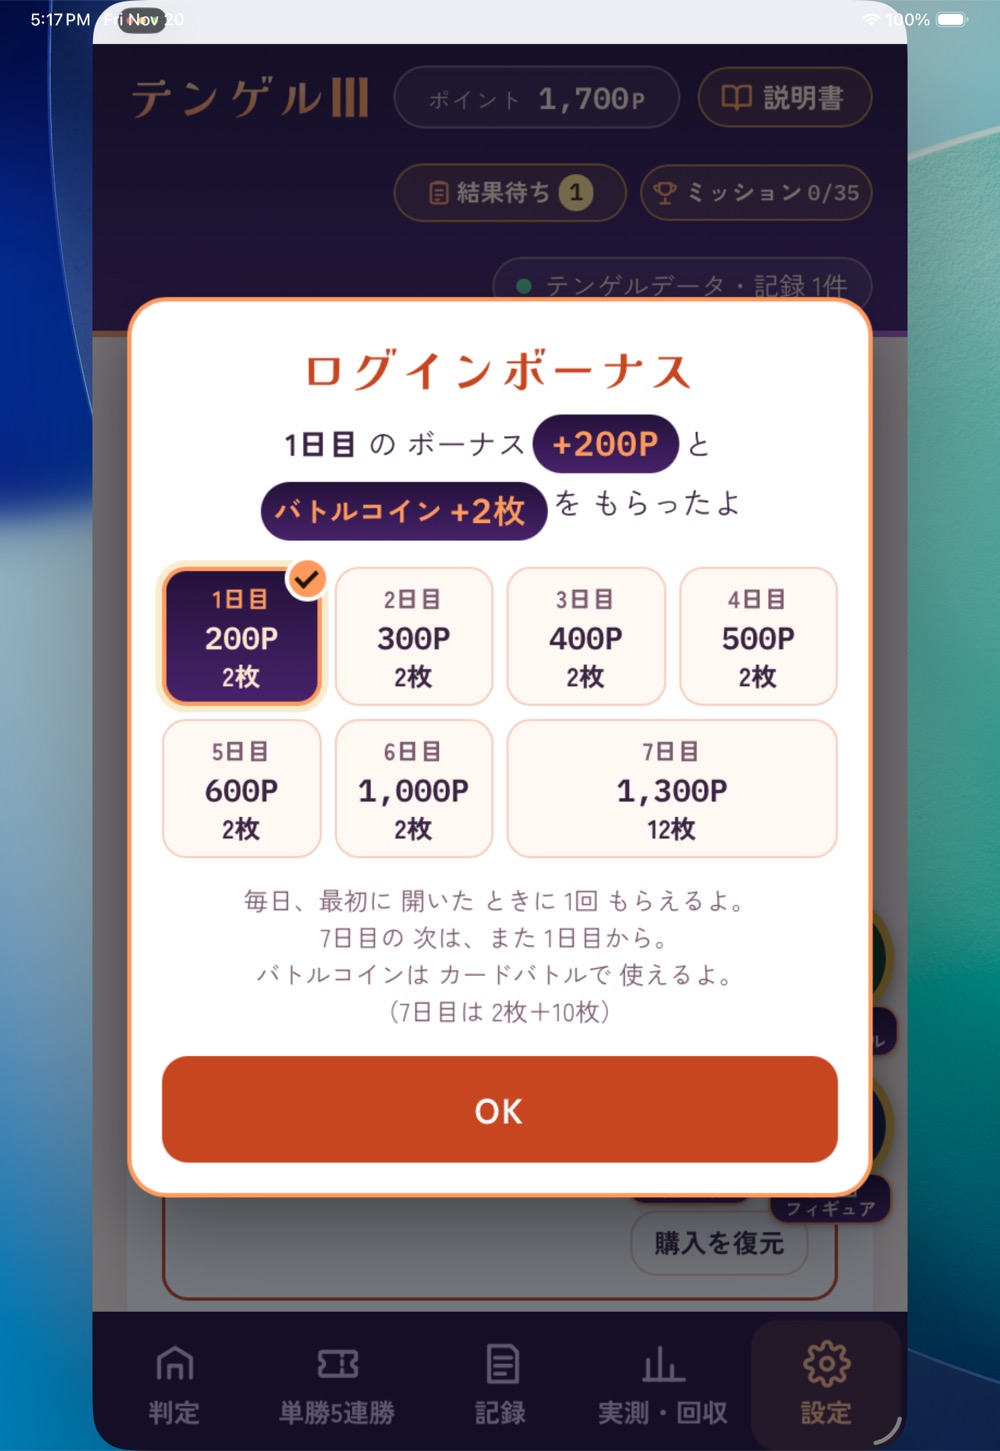 5:17PM Fri Nov 20
100%
テンゲルIII
ポイント 1,700P
説明書
結果待ち 1
ミッション 0/35
テンゲルデータ・記録 1件
ログインボーナス
1日目 の ボーナス +200P と
バトルコイン +2枚 を もらったよ
1日目
200P
2枚
2日目
300P
2枚
3日目
400P
2枚
4日目
500P
2枚
5日目
600P
2枚
6日目
1,000P
2枚
7日目
1,300P
12枚
毎日、最初に 開いた ときに 1回 もらえるよ。
7日目の 次は、また 1日目から。
バトルコインは カードバトルで 使えるよ。
（7日目は 2枚＋10枚）
OK
ル
フィギュア
購入を復元
判定
単勝5連勝
記録
実測・回収
設定